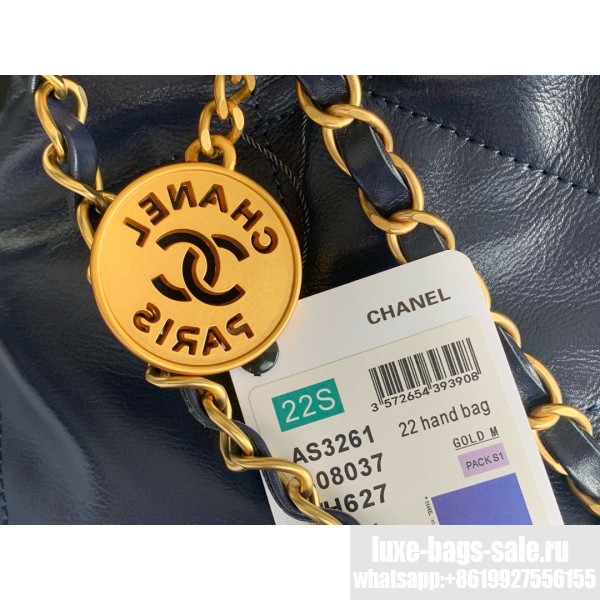 CHANEL
PARIS
CHANEL
3 572654 393908
22S
22 hand bag
AS3261
08037
H627
GOLD M
PACK S1
luxe-bags-sale.ru
whatsapp:+8619927556155